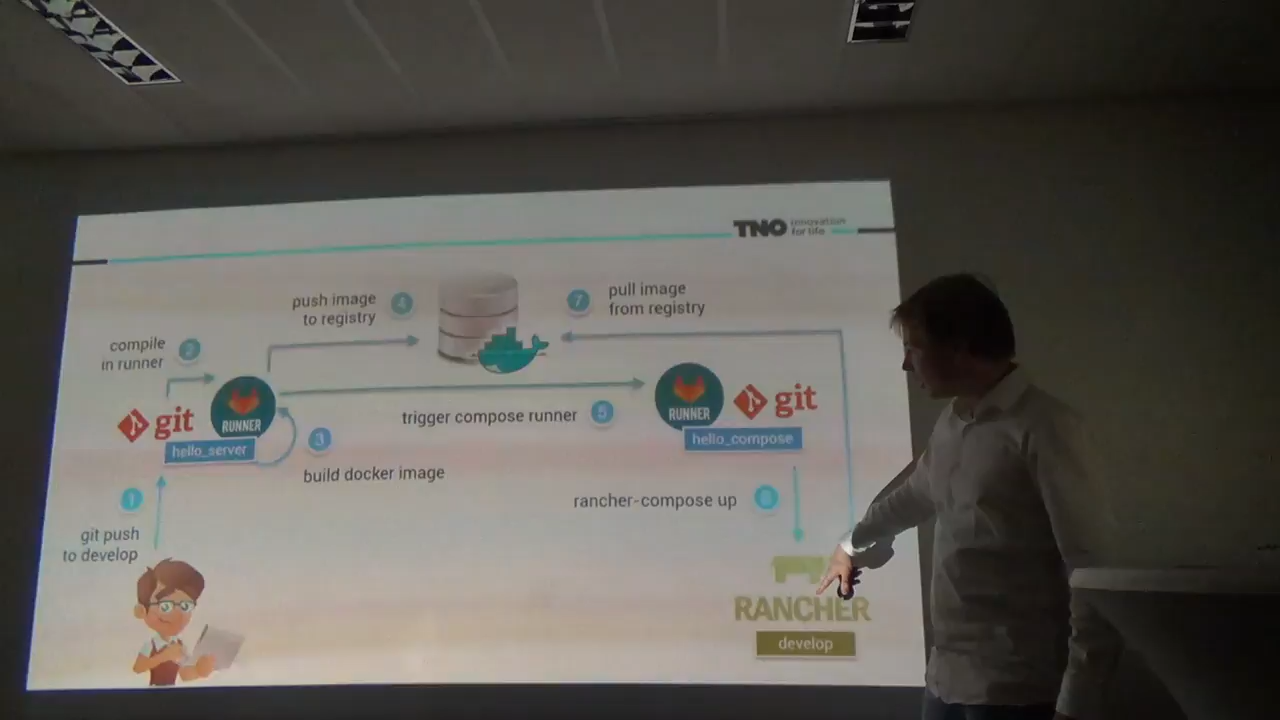 TNO innovation
for life
push image
to registry
4
7
pull image
from registry
compile
in runner
2
git
RUNNER
hello_server
3
build docker image
trigger compose runner
5
RUNNER
git
hello_compose
1
git push
to develop
rancher-compose up
6
RANCHER
develop